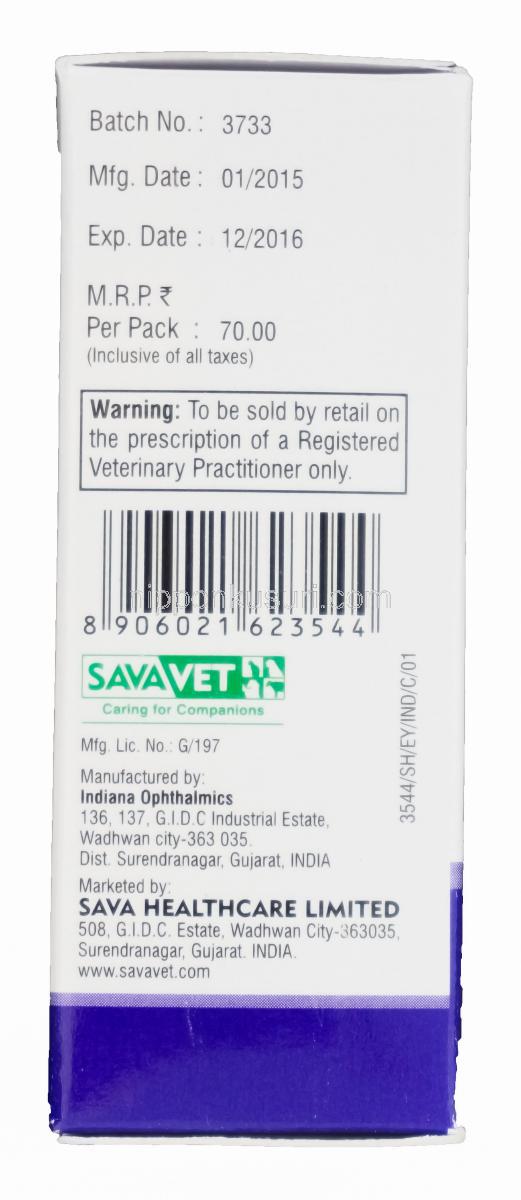 Batch No. : 3733
Mfg. Date : 01/2015
Exp. Date : 12/2016
M.R.P. ₹
Per Pack : 70.00
(Inclusive of all taxes)
Warning: To be sold by retail on
the prescription of a Registered
Veterinary Practitioner only.
nipponkusuri.com
8 906021 623544
SAVAVET
Caring for Companions
3544/SH/EY/IND/C/01
Mfg. Lic. No.: G/197
Manufactured by:
Indiana Ophthalmics
136, 137, G.I.D.C Industrial Estate,
Wadhwan city-363 035.
Dist. Surendranagar, Gujarat, INDIA
Marketed by:
SAVA HEALTHCARE LIMITED
508, G.I.D.C. Estate, Wadhwan City-363035,
Surendranagar, Gujarat. INDIA.
www.savavet.com